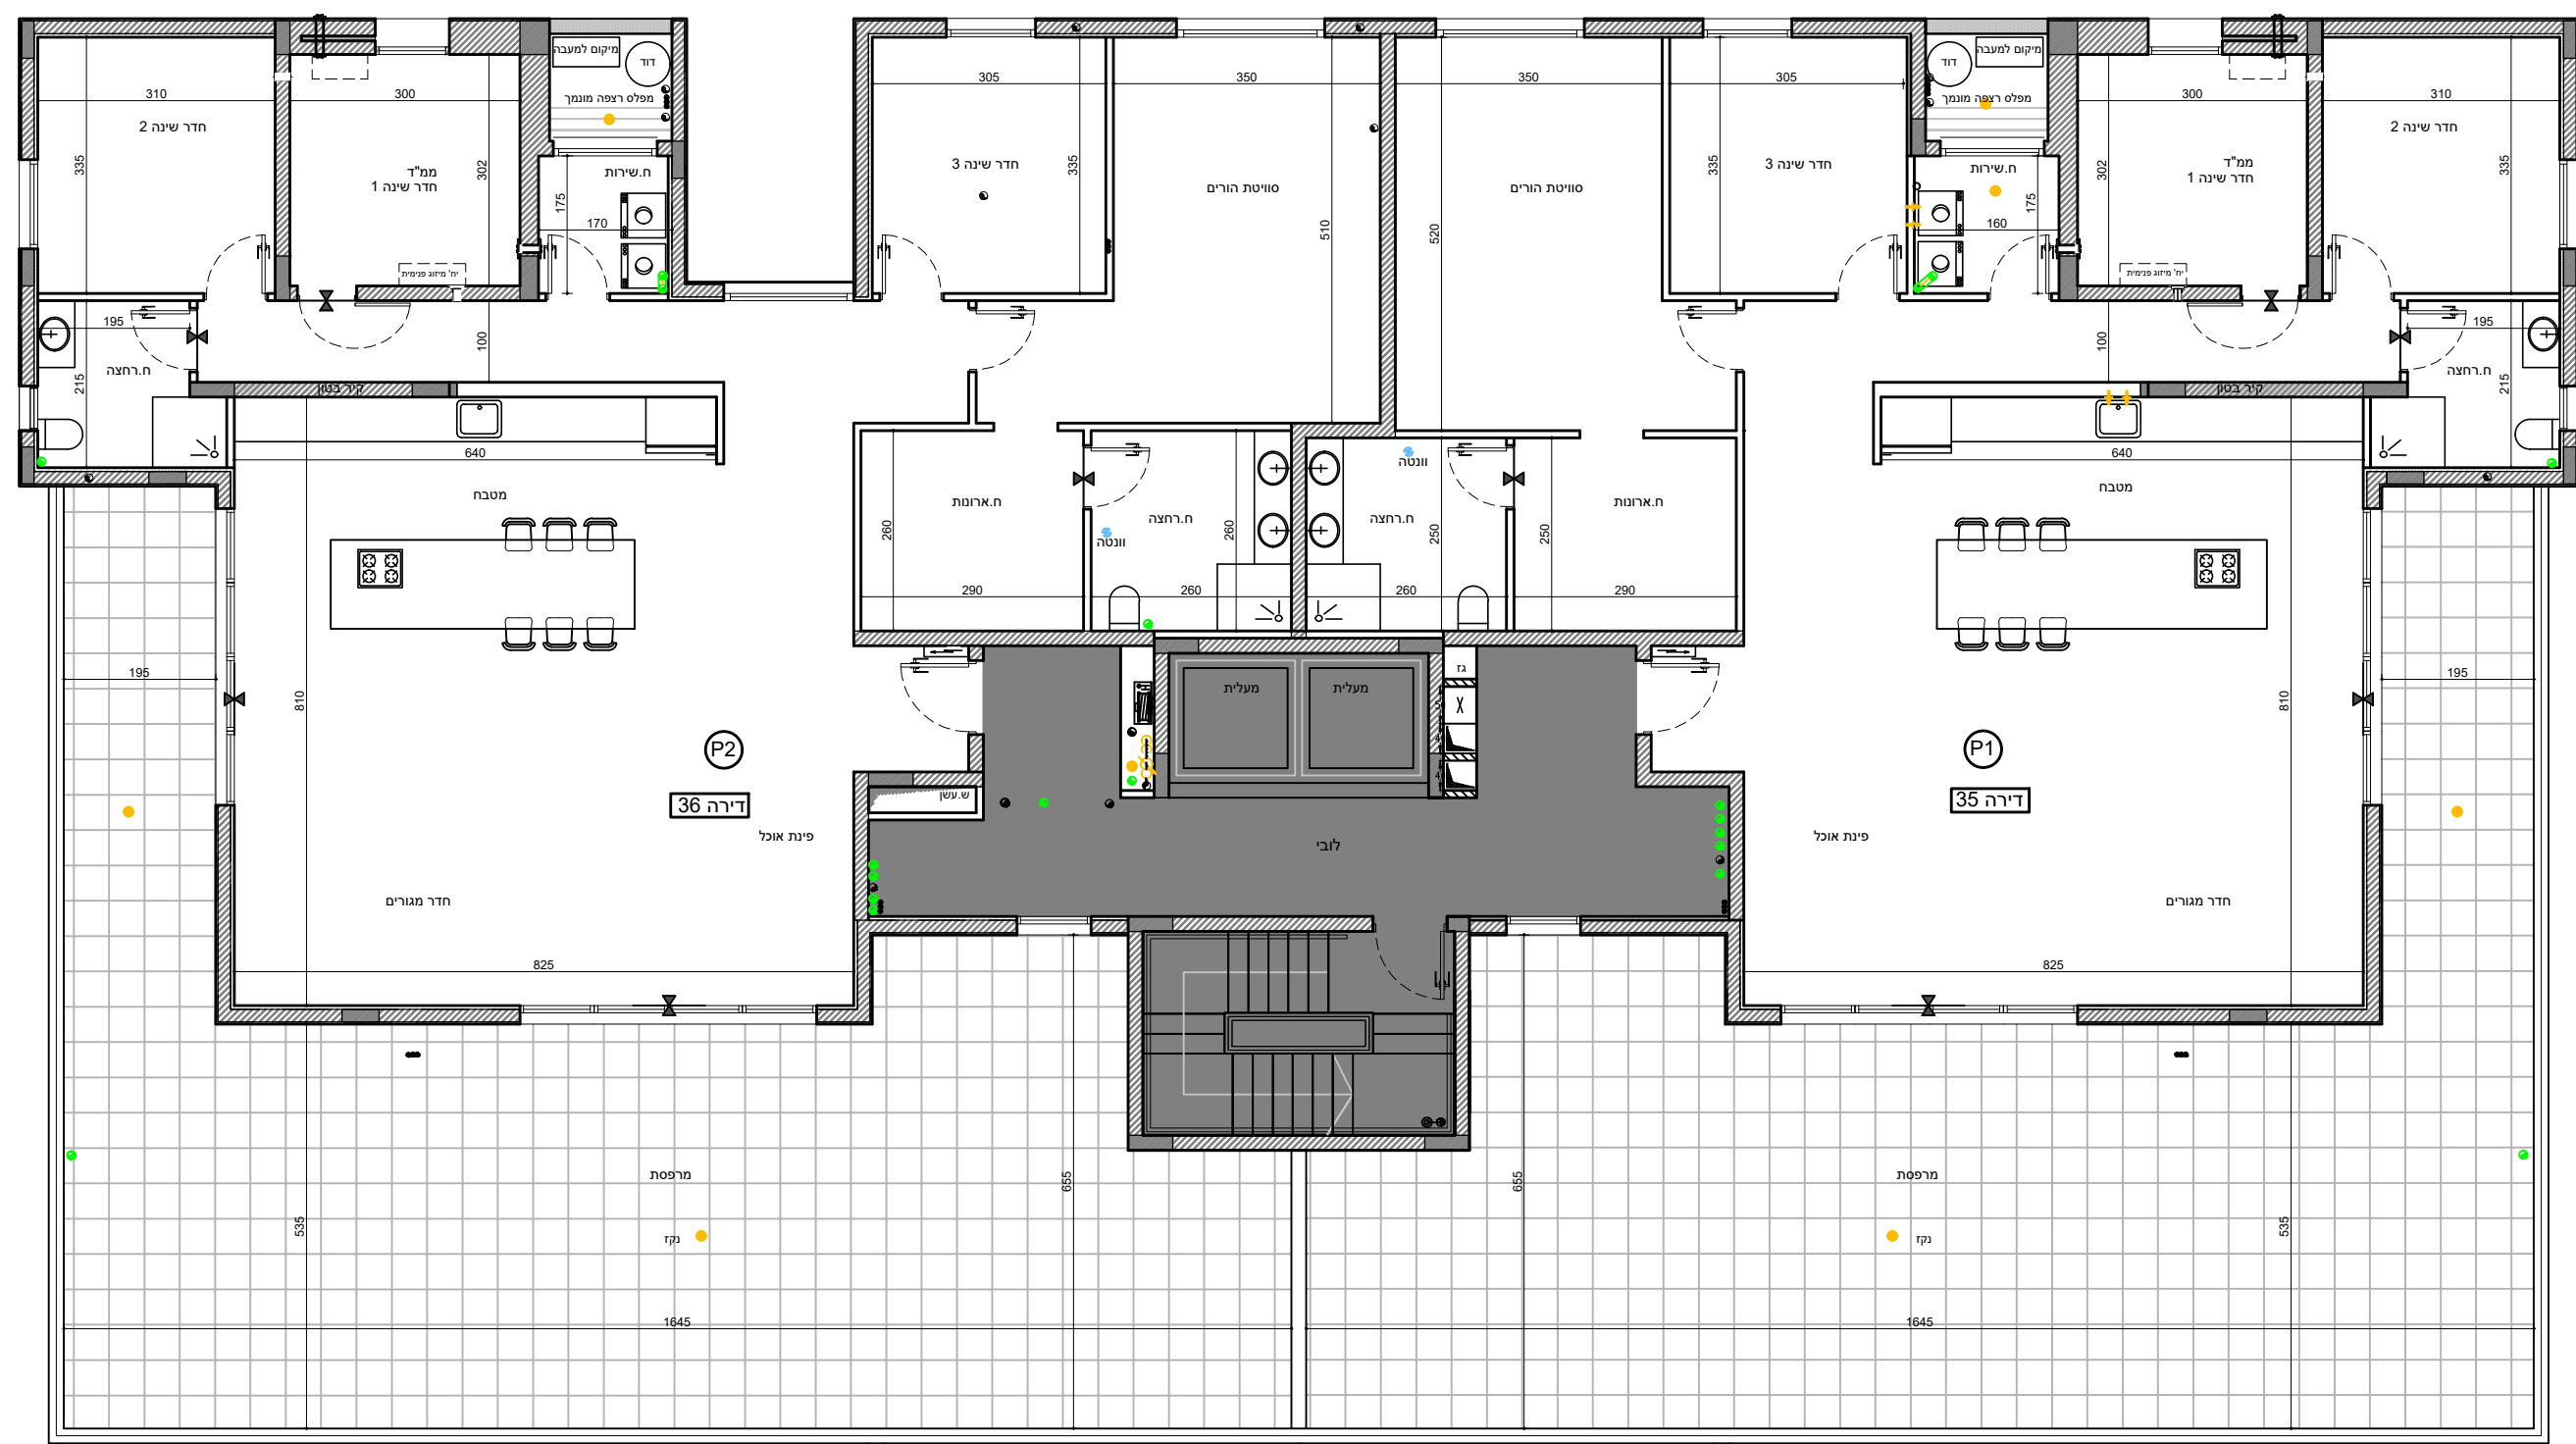 מיקום למעבה
דוד
מפלס רצפה מונמך
310
300
305
350
350
305
מיקום למעבה
דוד
מפלס רצפה מונמך
300
310
חדר שינה 2
335
ממ"ד
חדר שינה 1
302
ח.שירות
175
170
חדר שינה 3
335
סוויטת הורים
510
520
סוויטת הורים
335
חדר שינה 3
ח.שירות
175
160
302
ממ"ד
חדר שינה 1
חדר שינה 2
335
יח' מיזוג פנימית
יח' מיזוג פנימית
195
ח.רחצה
215
100
קיר בטון
100
קיר בטון
195
ח.רחצה
215
640
מטבח
640
מטבח
ח.ארונות
260
290
וונטה
ח.רחצה
260
260
וונטה
ח.רחצה
250
260
ח.ארונות
250
290
195
810
P2
דירה 36
פינת אוכל
חדר מגורים
825
ש.עשן
מעלית
מעלית
גז
לובי
P1
דירה 35
פינת אוכל
חדר מגורים
825
810
195
מרפסת
נקז
535
655
1645
655
מרפסת
נקז
535
1645